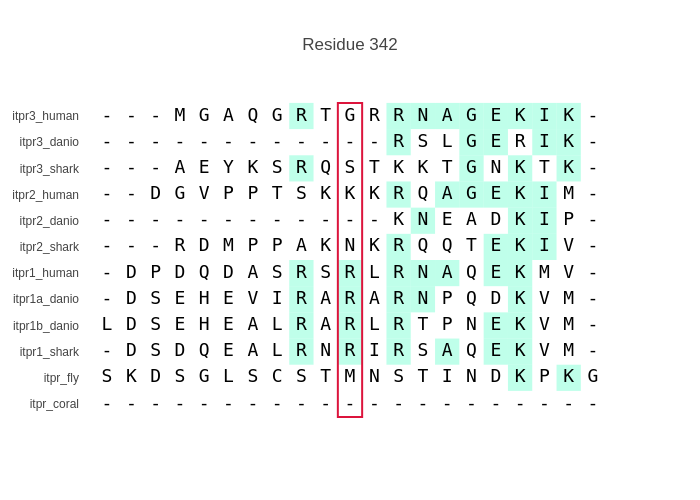 Residue 342
itpr3_human - - - M G A Q G R T G R R N A G E K I K -
itpr3_danio - - - - - - - - - - - - R S L G E R I K -
itpr3_shark - - - A E Y K S R Q S T K K T G N K T K -
itpr2_human - - D G V P P T S K K K R Q A G E K I M -
itpr2_danio - - - - - - - - - - - - K N E A D K I P -
itpr2_shark - - - R D M P P A K N K R Q Q T E K I V -
itpr1_human - D P D Q D A S R S R L R N A Q E K M V -
itpr1a_danio - D S E H E V I R A R A R N P Q D K V M -
itpr1b_danio L D S E H E A L R A R L R T P N E K V M -
itpr1_shark - D S D Q E A L R N R I R S A Q E K V M -
itpr_fly S K D S G L S C S T M N S T I N D K P K G
itpr_coral - - - - - - - - - - - - - - - - - - - - -